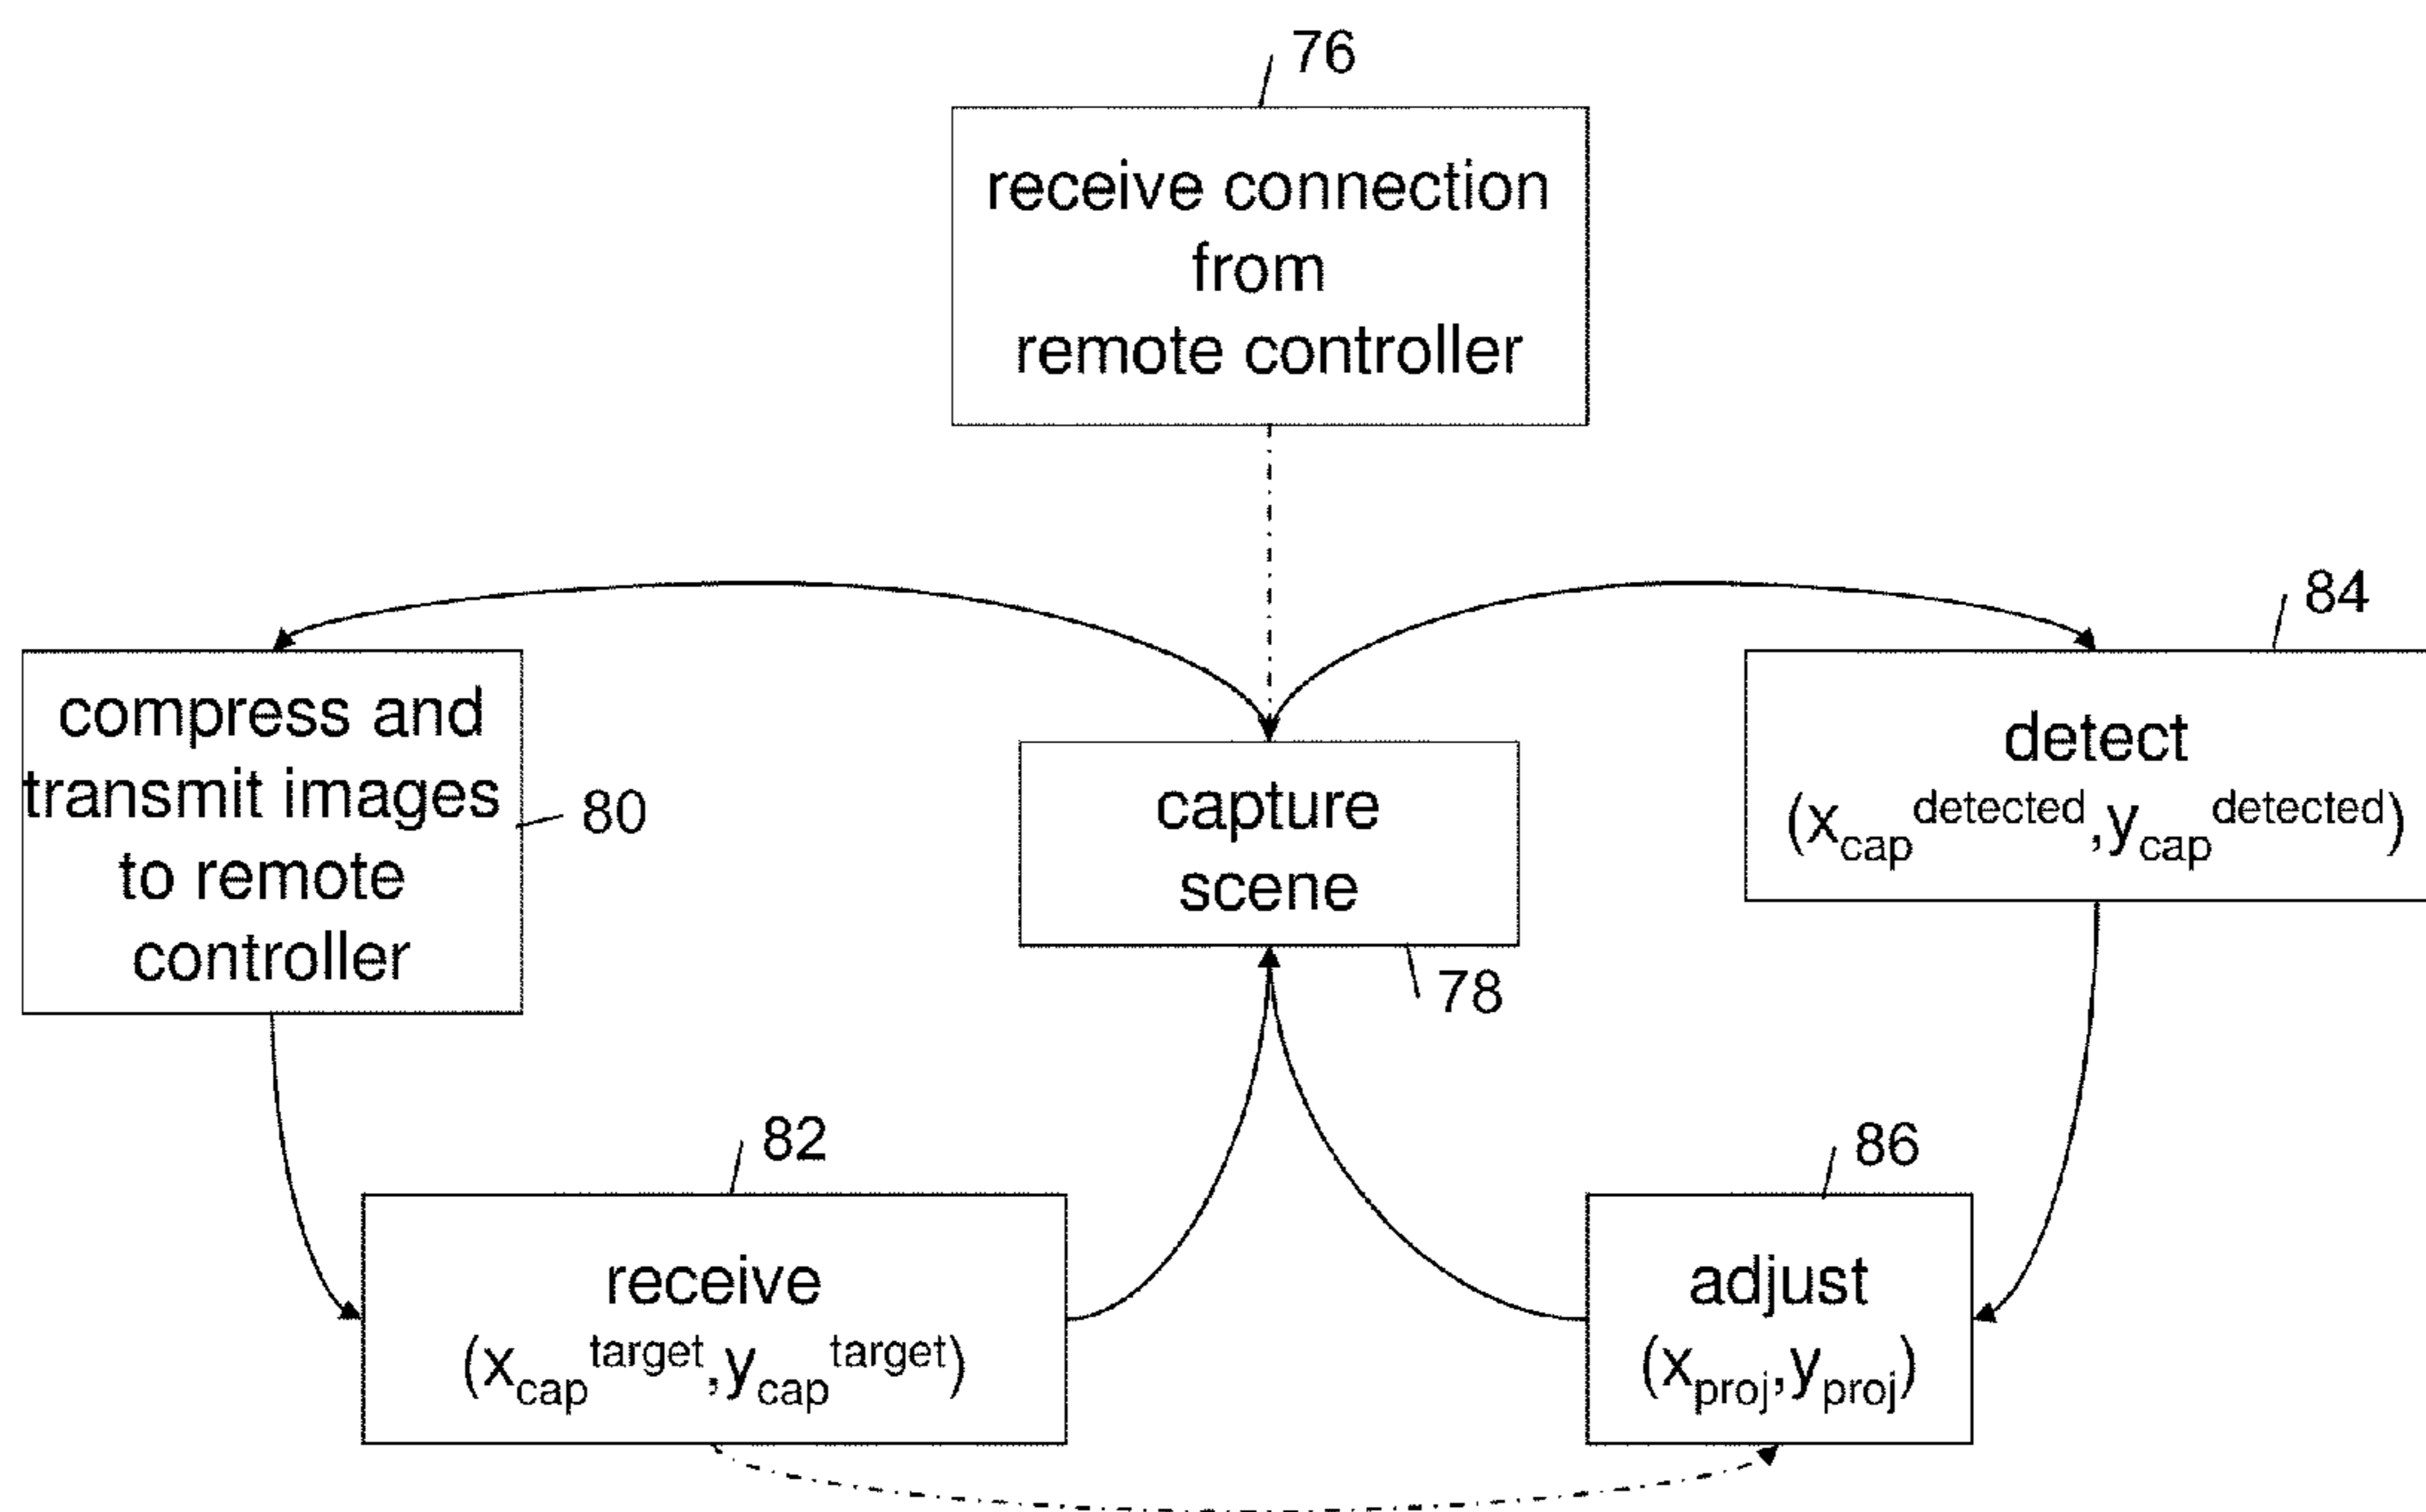 76
receive connection
from
remote controller
84
compress and
transmit images
to remote
controller
80
capture
scene
78
detect
(x_cap^detected,y_cap^detected)
82
receive
(x_cap^target,y_cap^target)
86
adjust
(x_proj,y_proj)